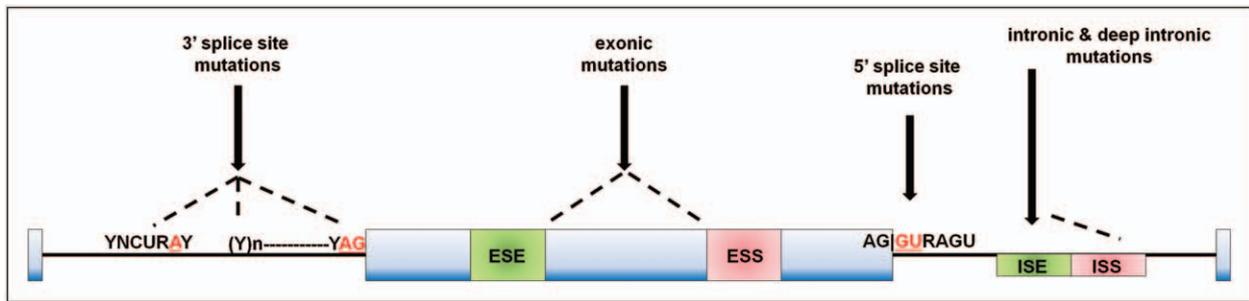 3' splice site
mutations
exonic
mutations
5' splice site
mutations
intronic & deep intronic
mutations
YNCURAY
(Y)n-----------YAG
ESE
ESS
AG|GURAGU
ISE
ISS